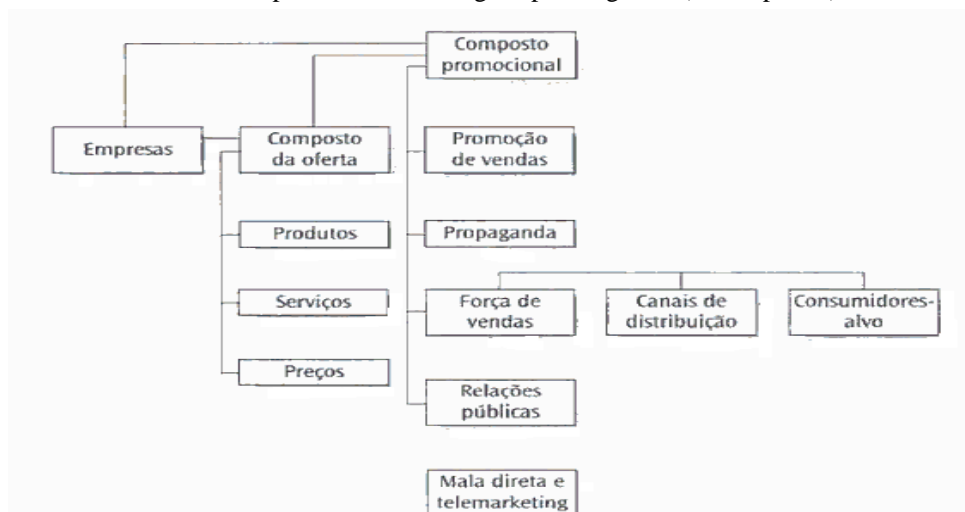 Composto
promocional
Empresas
Composto
da oferta
Promoção
de vendas
Produtos
Propaganda
Serviços
Força de
vendas
Canais de
distribuição
Consumidores-
alvo
Preços
Relações
públicas
Mala direta e
telemarketing